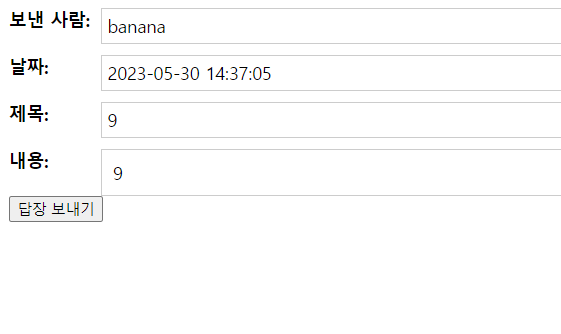 보낸 사람: banana
날짜: 2023-05-30 14:37:05
제목: 9
내용: 9
답장 보내기